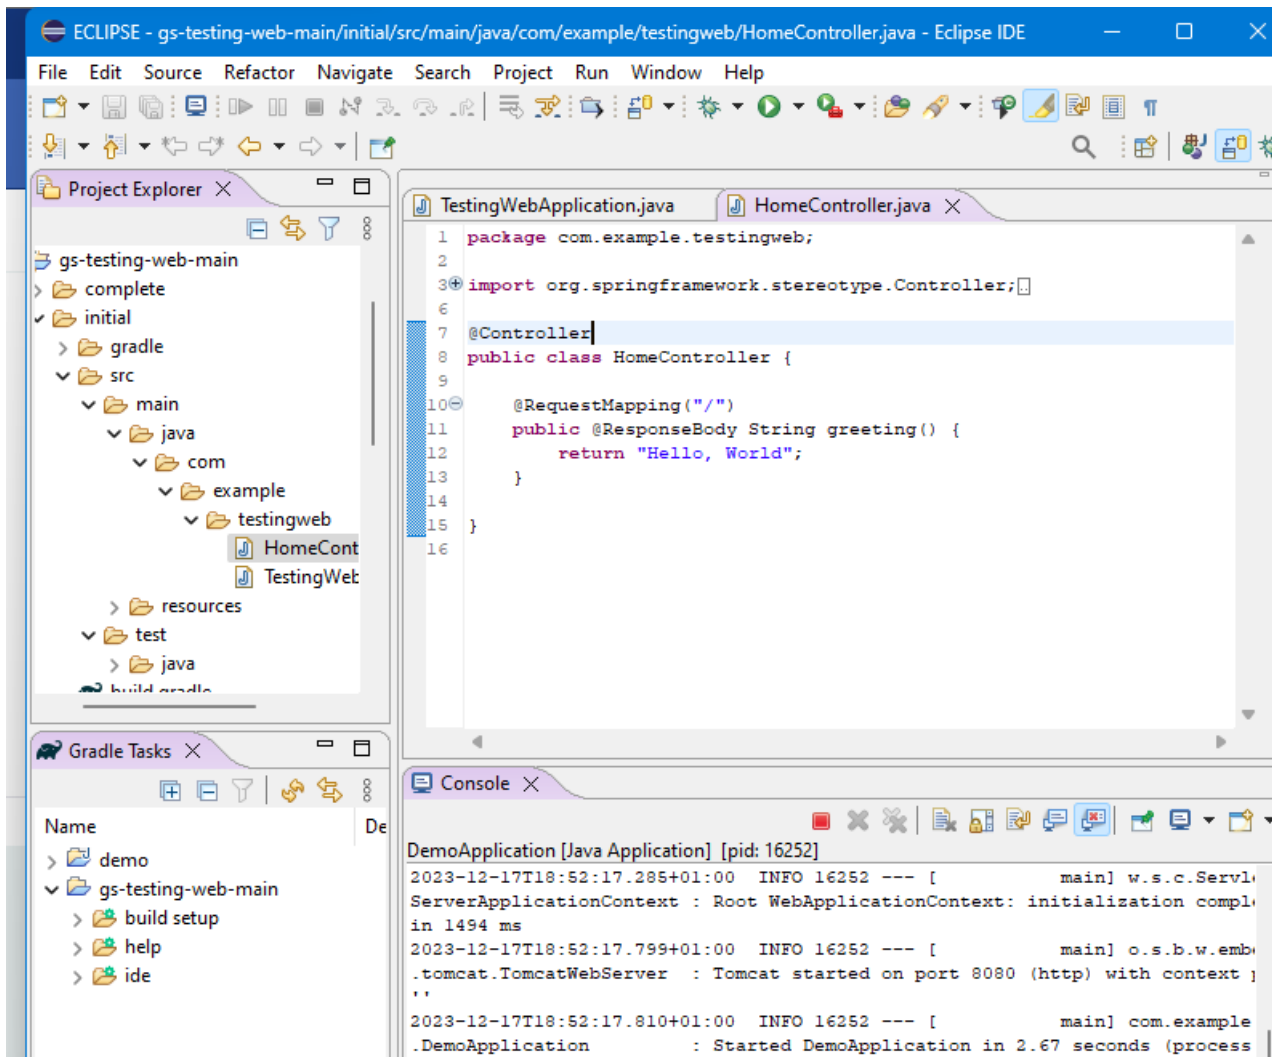 ECLIPSE - gs-testing-web-main/initial/src/main/java/com/example/testingweb/HomeController.java - Eclipse IDE
File Edit Source Refactor Navigate Search Project Run Window Help
Project Explorer
gs-testing-web-main
complete
initial
gradle
src
main
java
com
example
testingweb
HomeCont
TestingWeb
resources
test
java
build.gradle
TestingWebApplication.java HomeController.java
1 package com.example.testingweb;
2
3 import org.springframework.stereotype.Controller;
6
7 @Controller
8 public class HomeController {
9
10 @RequestMapping("/")
11 public @ResponseBody String greeting() {
12 return "Hello, World";
13 }
14
15 }
16
Gradle Tasks
Name De
demo
gs-testing-web-main
build setup
help
ide
Console
DemoApplication [Java Application] [pid: 16252]
2023-12-17T18:52:17.285+01:00 INFO 16252 --- [ main] w.s.c.Servl
ServerApplicationContext : Root WebApplicationContext: initialization compl
in 1494 ms
2023-12-17T18:52:17.799+01:00 INFO 16252 --- [ main] o.s.b.w.emb
.tomcat.TomcatWebServer : Tomcat started on port 8080 (http) with context
''
2023-12-17T18:52:17.810+01:00 INFO 16252 --- [ main] com.example
.DemoApplication : Started DemoApplication in 2.67 seconds (process